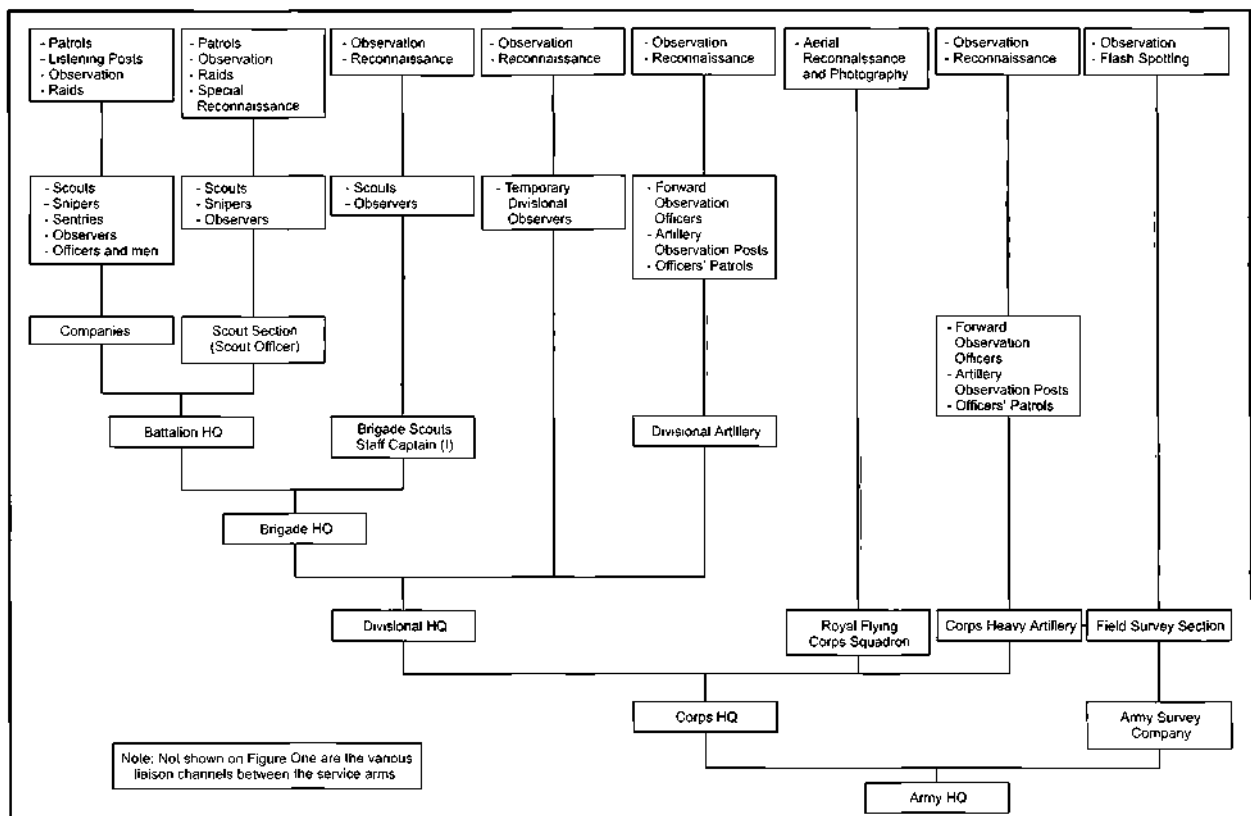 - Patrols
- Listening Posts
- Observation
- Raids
- Patrols
- Observation
- Raids
- Special
Reconnaissance
- Observation
- Reconnaissance
- Observation
- Reconnaissance
- Observation
- Reconnaissance
- Aerial
Reconnaissance
and Photography
- Observation
- Reconnaissance
- Observation
- Flash Spotting
- Scouts
- Snipers
- Sentries
- Observers
- Officers and men
- Scouts
- Snipers
- Observers
- Scouts
- Observers
- Temporary
Divisional
Observers
- Forward
Observation
Officers
- Artillery
Observation Posts
- Officers' Patrols
Companies
Scout Section
(Scout Officer)
- Forward
Observation
Officers
- Artillery
Observation Posts
- Officers' Patrols
Battalion HQ
Brigade Scouts
Staff Captain (I)
Divisional Artillery
Brigade HQ
Divisional HQ
Royal Flying
Corps Squadron
Corps Heavy Artillery
Field Survey Section
Corps HQ
Army Survey
Company
Note: Not shown on Figure One are the various
liaison channels between the service arms
Army HQ